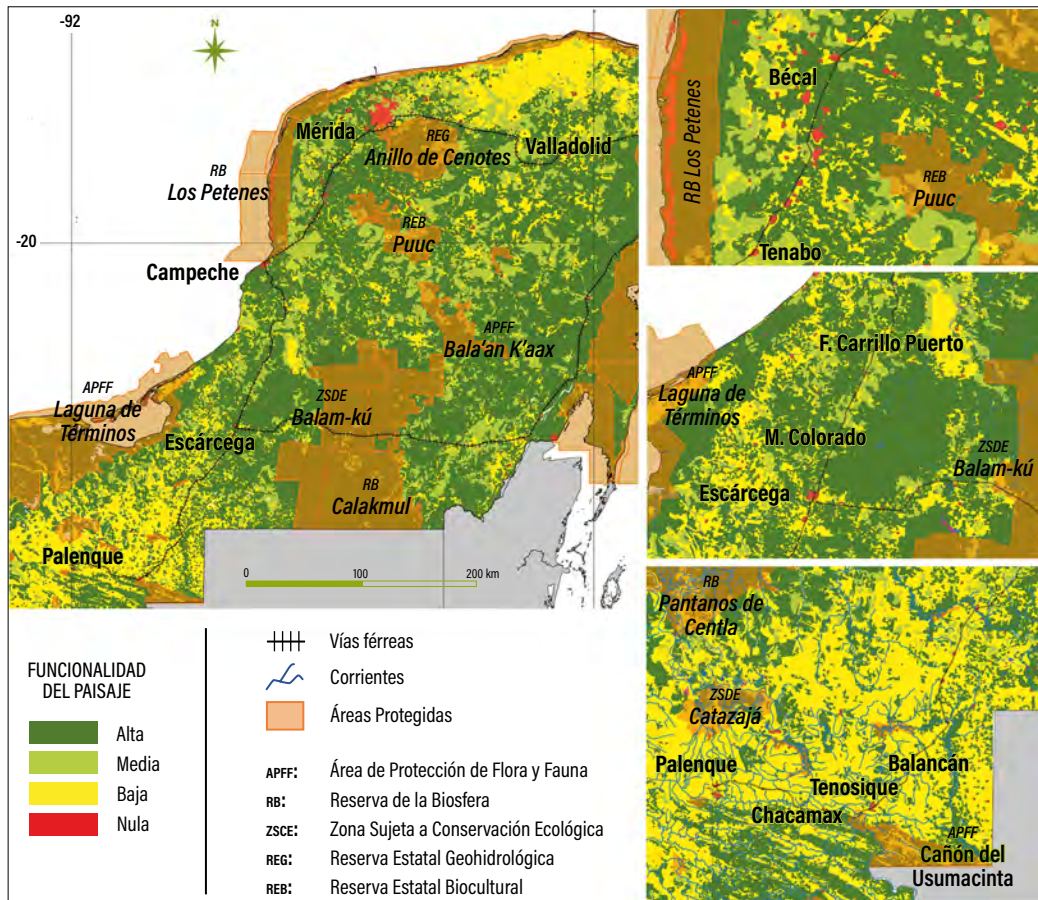 -92
N
Mérida
REG
Anillo de Cenotes
Valladolid
RB
Los Petenes
REB
Puuc
-20
Campeche
APFF
Bala'an K'aax
APFF
Laguna de
Términos
ZSDE
Balam-kú
Escárcega
RB
Calakmul
Palenque
0 100 200 km
Bécal
RB Los Petenes
REB
Puuc
Tenabo
F. Carrillo Puerto
APFF
Laguna de
Términos
M. Colorado
ZSDE
Balam-kú
Escárcega
RB
Pantanos de
Centla
ZSDE
Catazajá
Palenque
Balancán
Tenosique
Chacamax
APFF
Cañón del
Usumacinta
FUNCIONALIDAD
DEL PAISAJE
Alta
Media
Baja
Nula
Vías férreas
Corrientes
Áreas Protegidas
APFF: Área de Protección de Flora y Fauna
RB: Reserva de la Biosfera
ZSCE: Zona Sujeta a Conservación Ecológica
REG: Reserva Estatal Geohidrológica
REB: Reserva Estatal Biocultural